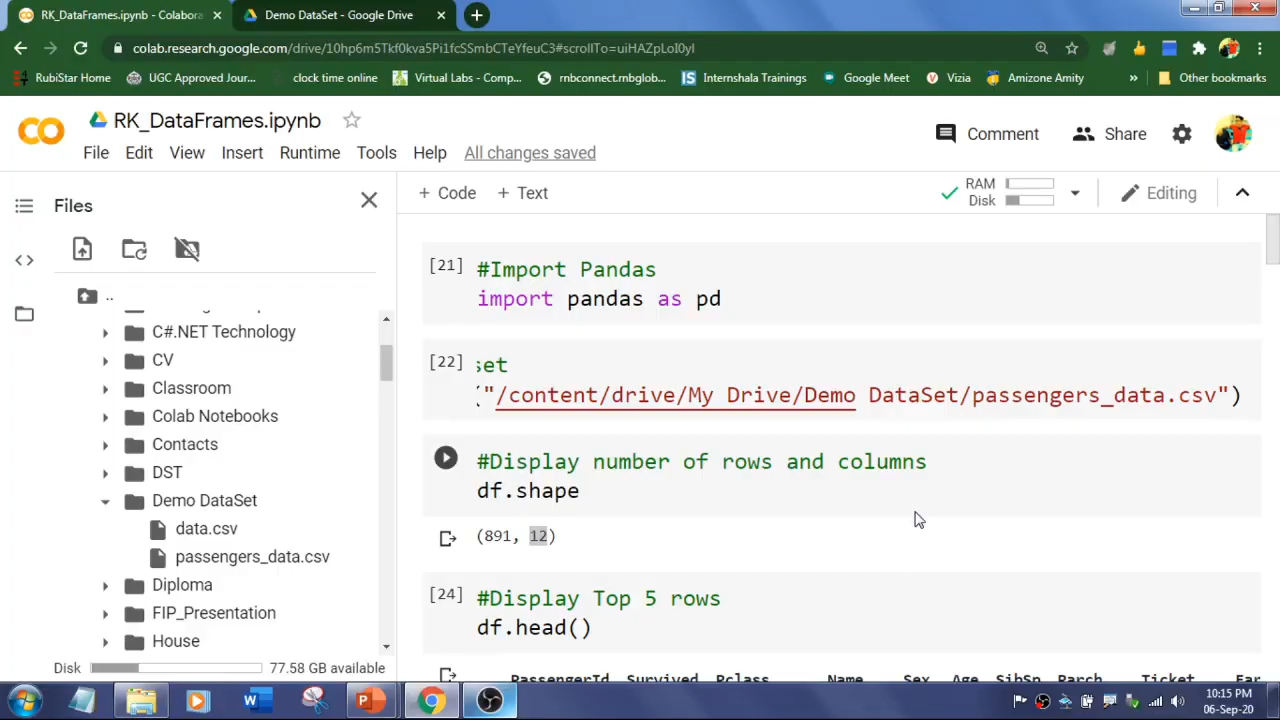 RK_DataFrames.ipynb - Colabora
Demo DataSet - Google Drive
colab.research.google.com/drive/10hp6m5Tkf0kva5Pi1fcSSmbCTeYfeuC3#scrollTo=uiHAZpLoI0yl
RubiStar Home
UGC Approved Jour...
clock time online
Virtual Labs - Comp...
rnbconnect.rnbglob...
Internshala Trainings
Google Meet
Vizia
Amizone Amity
»
Other bookmarks
RK_DataFrames.ipynb
Comment
Share
File Edit View Insert Runtime Tools Help All changes saved
Files
+ Code + Text
RAM
Disk
Editing
..
C#.NET Technology
CV
Classroom
Colab Notebooks
Contacts
DST
Demo DataSet
data.csv
passengers_data.csv
Diploma
FIP_Presentation
House
Disk 77.58 GB available
[21] #Import Pandas
import pandas as pd
[22] set
("/content/drive/My Drive/Demo DataSet/passengers_data.csv")
#Display number of rows and columns
df.shape
(891, 12)
[24] #Display Top 5 rows
df.head()
PassengerId Survived Pclass Name Sex Age SibSp Parch Ticket Far
10:15 PM
06-Sep-20